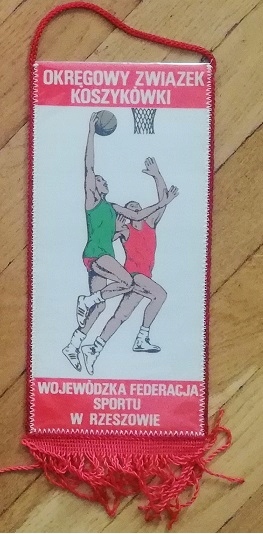 OKRĘGOWY ZWIĄZEK
KOSZYKÓWKI
WOJEWÓDZKA FEDERACJA
SPORTU
W RZESZOWIE